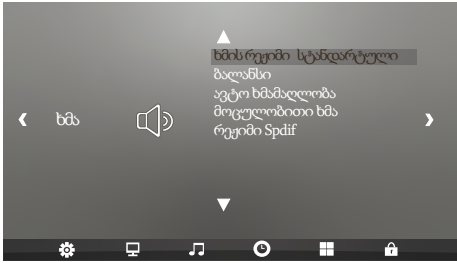 ხმის რეჟიმი სტანდარტული
ბალანსი
ავტო ხმამაღლობა
ხმა
მოცულობითი ხმა
რეჟიმი Spdif